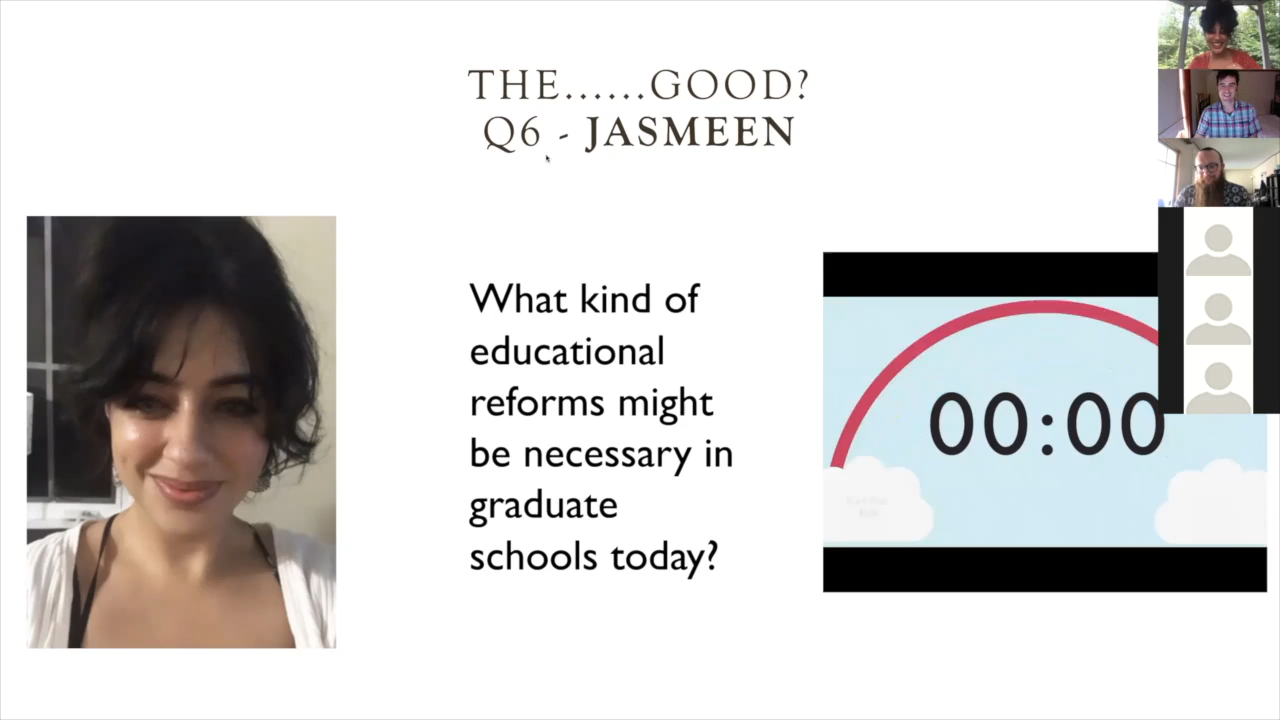 THE......GOOD?
Q6 - JASMEEN
What kind of
educational
reforms might
be necessary in
graduate
schools today?
00:00